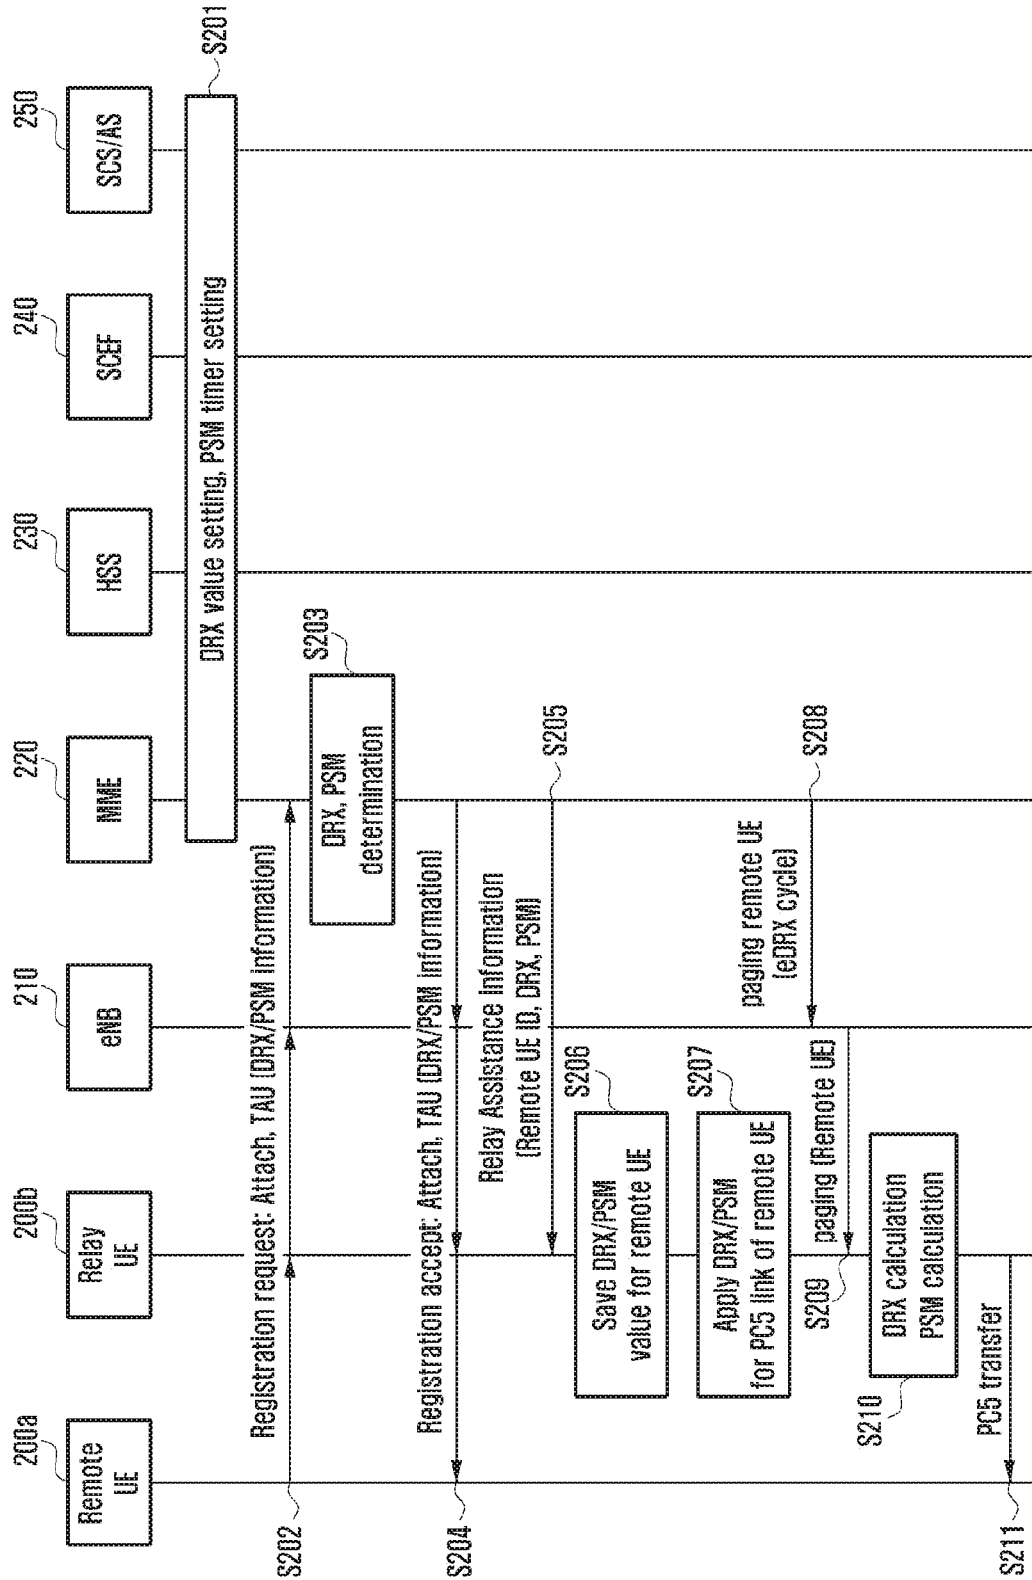 200a
Remote
UE
200b
Relay
UE
210
eNB
220
MME
230
HSS
240
SCEF
250
SCS/AS
DRX value setting, PSM timer setting
S201
S202
Registration request: Attach, TAU (DRX/PSM information)
DRX, PSM
determination
S203
S204
Registration accept: Attach, TAU (DRX/PSM information)
Relay Assistance Information
(Remote UE ID, DRX, PSM)
S205
Save DRX/PSM
value for remote UE
S206
Apply DRX/PSM
for PC5 link of remote UE
S207
paging remote UE
(eDRX cycle)
S208
S209
paging (Remote UE)
DRX calculation
PSM calculation
S210
PC5 transfer
S211